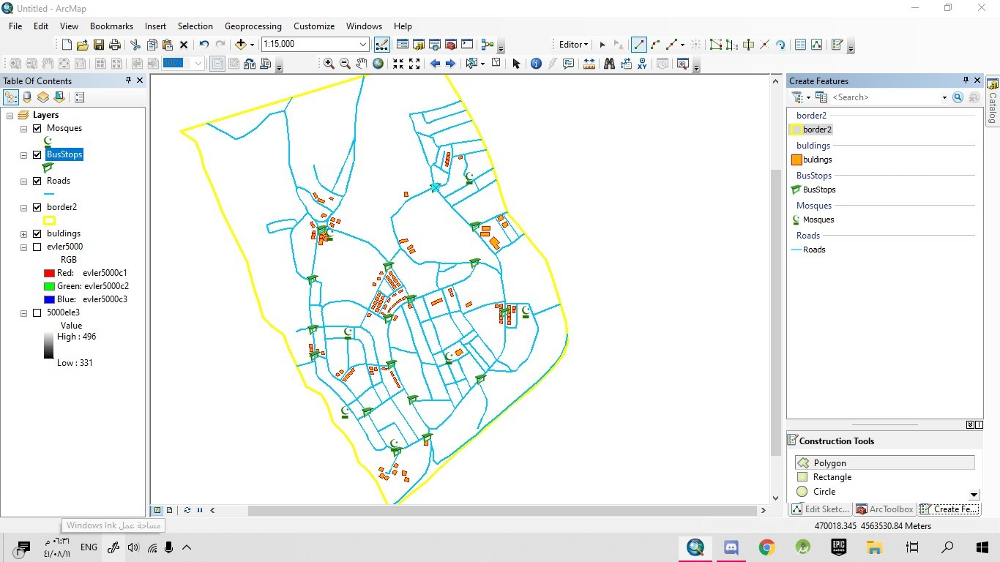 Untitled - ArcMap
File Edit View Bookmarks Insert Selection Geoprocessing Customize Windows Help
1:15,000
Editor
100%
Table Of Contents
Layers
Mosques
BusStops
Roads
border2
buldings
evler5000
RGB
Red: evler5000c1
Green: evler5000c2
Blue: evler5000c3
5000ele3
Value
High : 496
Low : 331
Create Features
<Search>
border2
border2
buldings
buldings
BusStops
BusStops
Mosques
Mosques
Roads
Roads
Construction Tools
Polygon
Rectangle
Circle
Edit Sketc... ArcToolbox Create Fe...
Catalog
470018.345 4563530.84 Meters
مساحة عمل Windows Ink
٠٦:٣١ م
٤١/٠٨/١١
ENG
EPIC GAMES